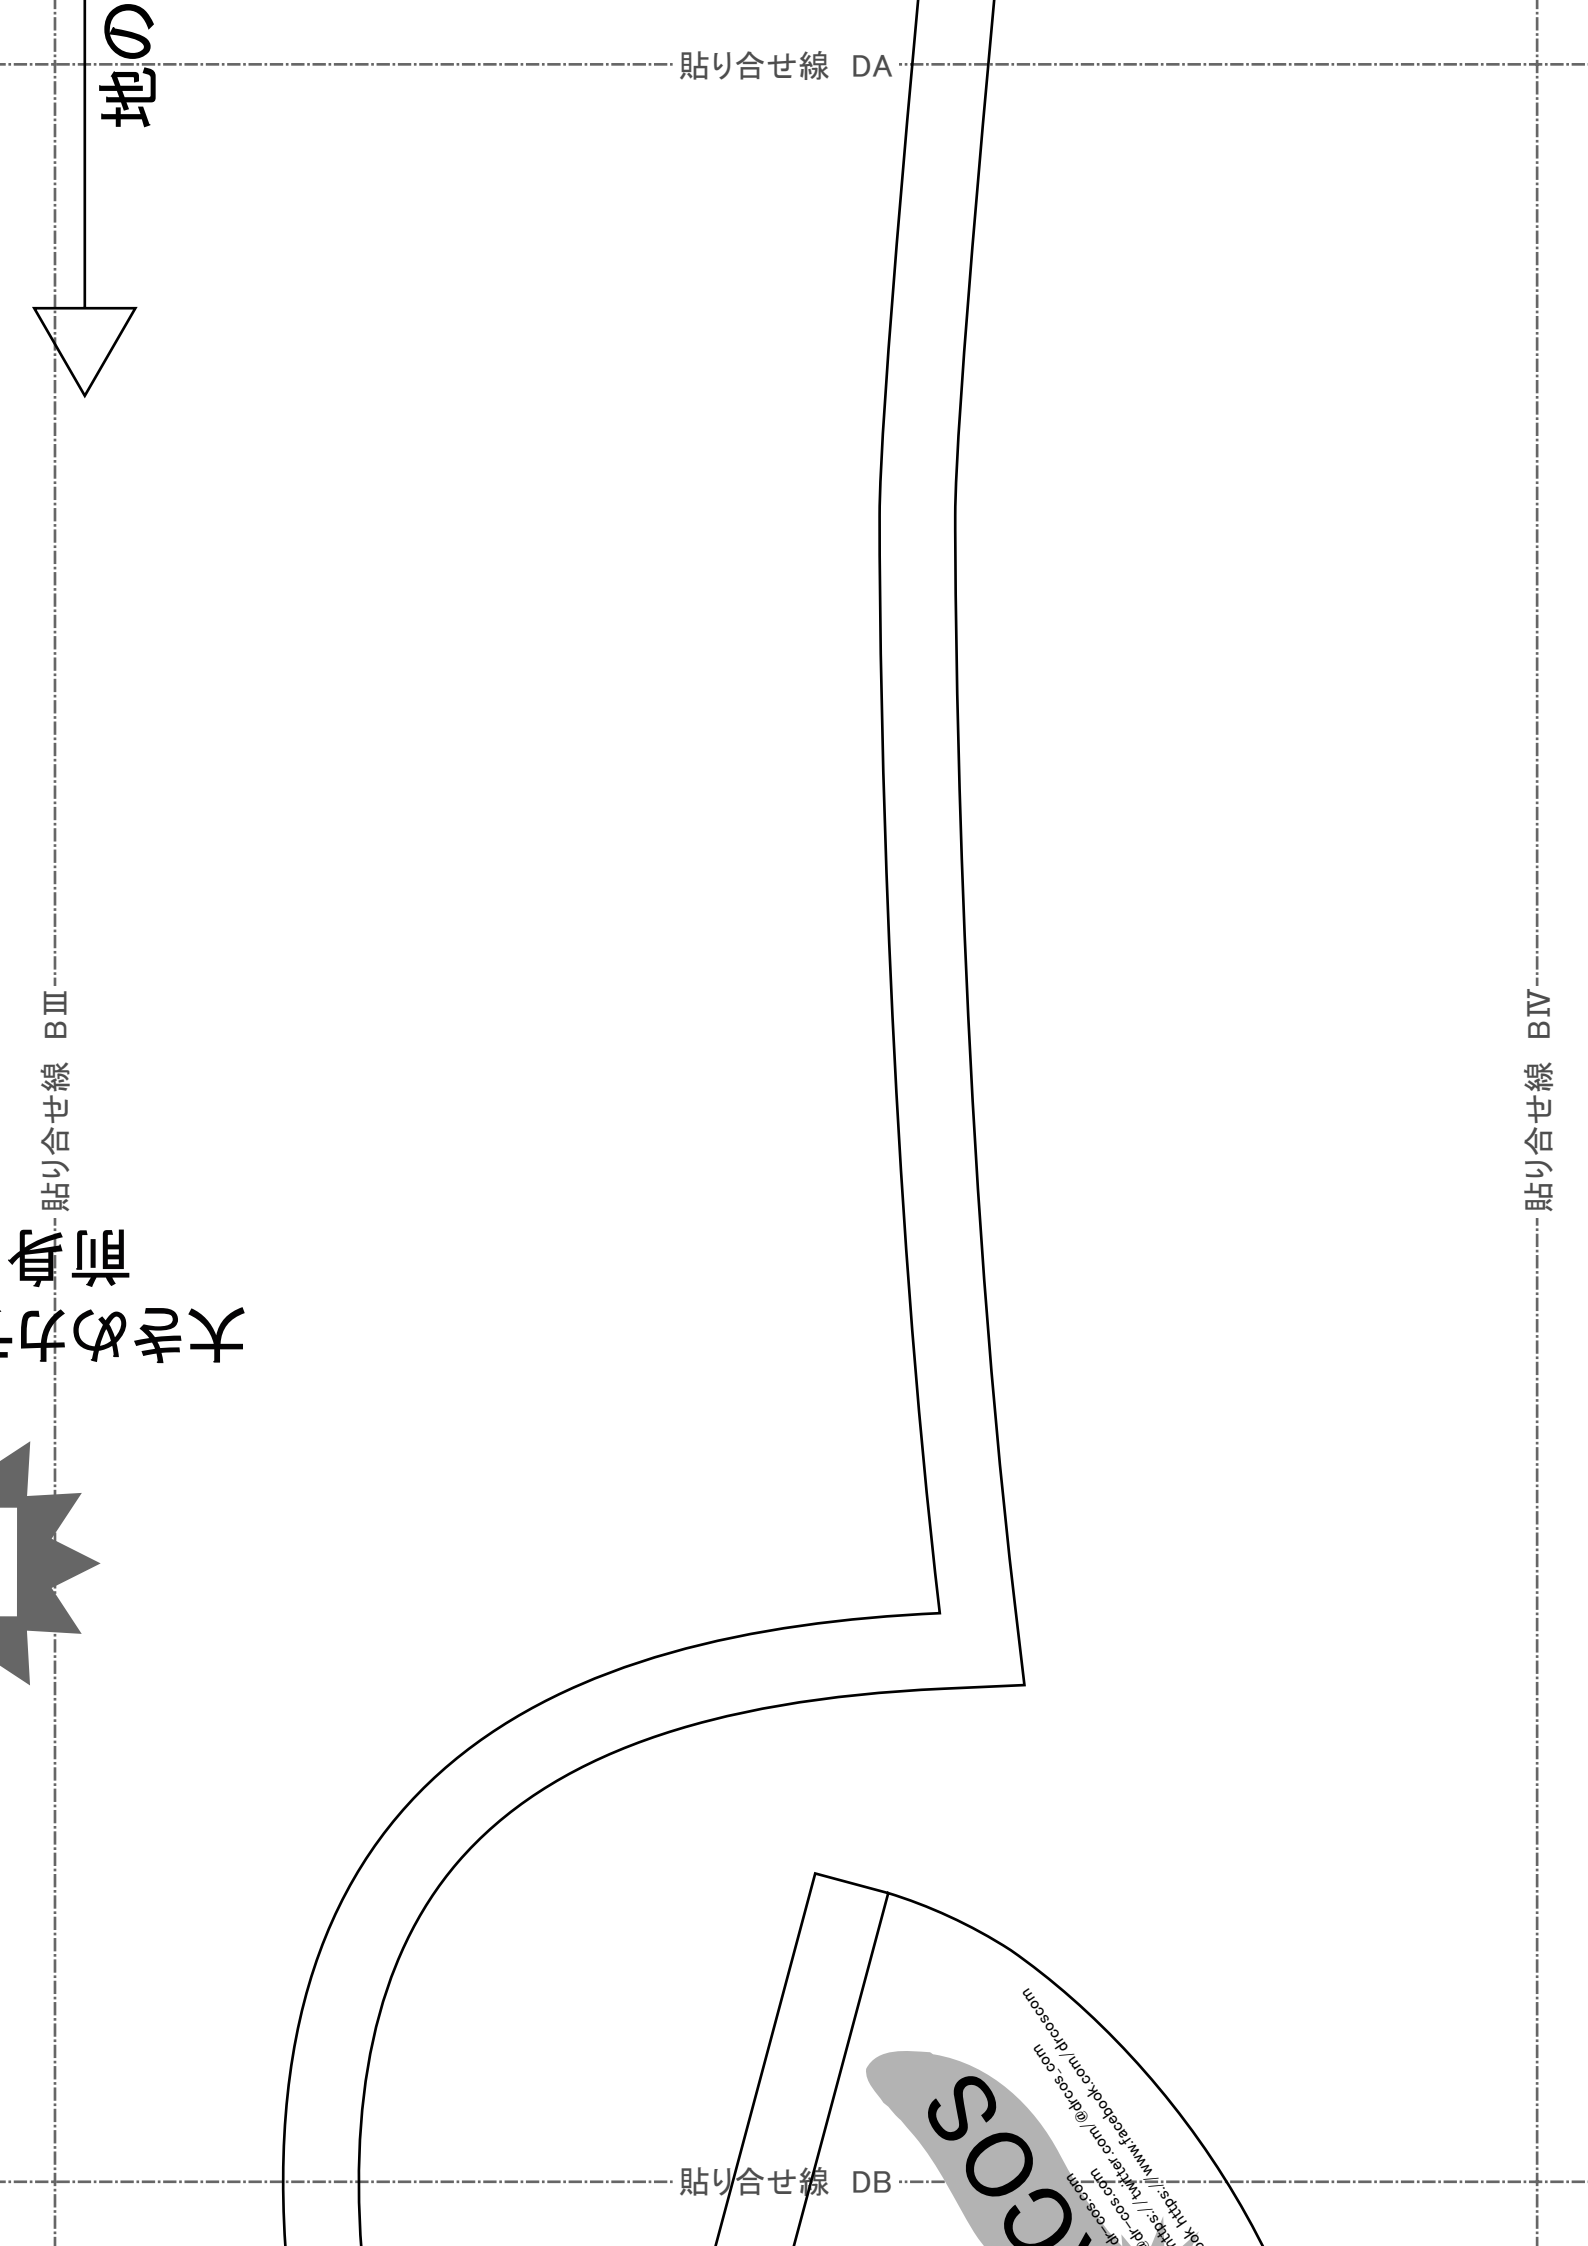 地の
貼り合せ線 DA
貼り合せ線 BⅢ
貼り合せ線 BⅣ
前身
大きめカ
https://www.facebook.com/drcoscom
https://twitter.com/@drcos_com
dr-cos.com
dr-cos.com
COS
貼り合せ線 DB